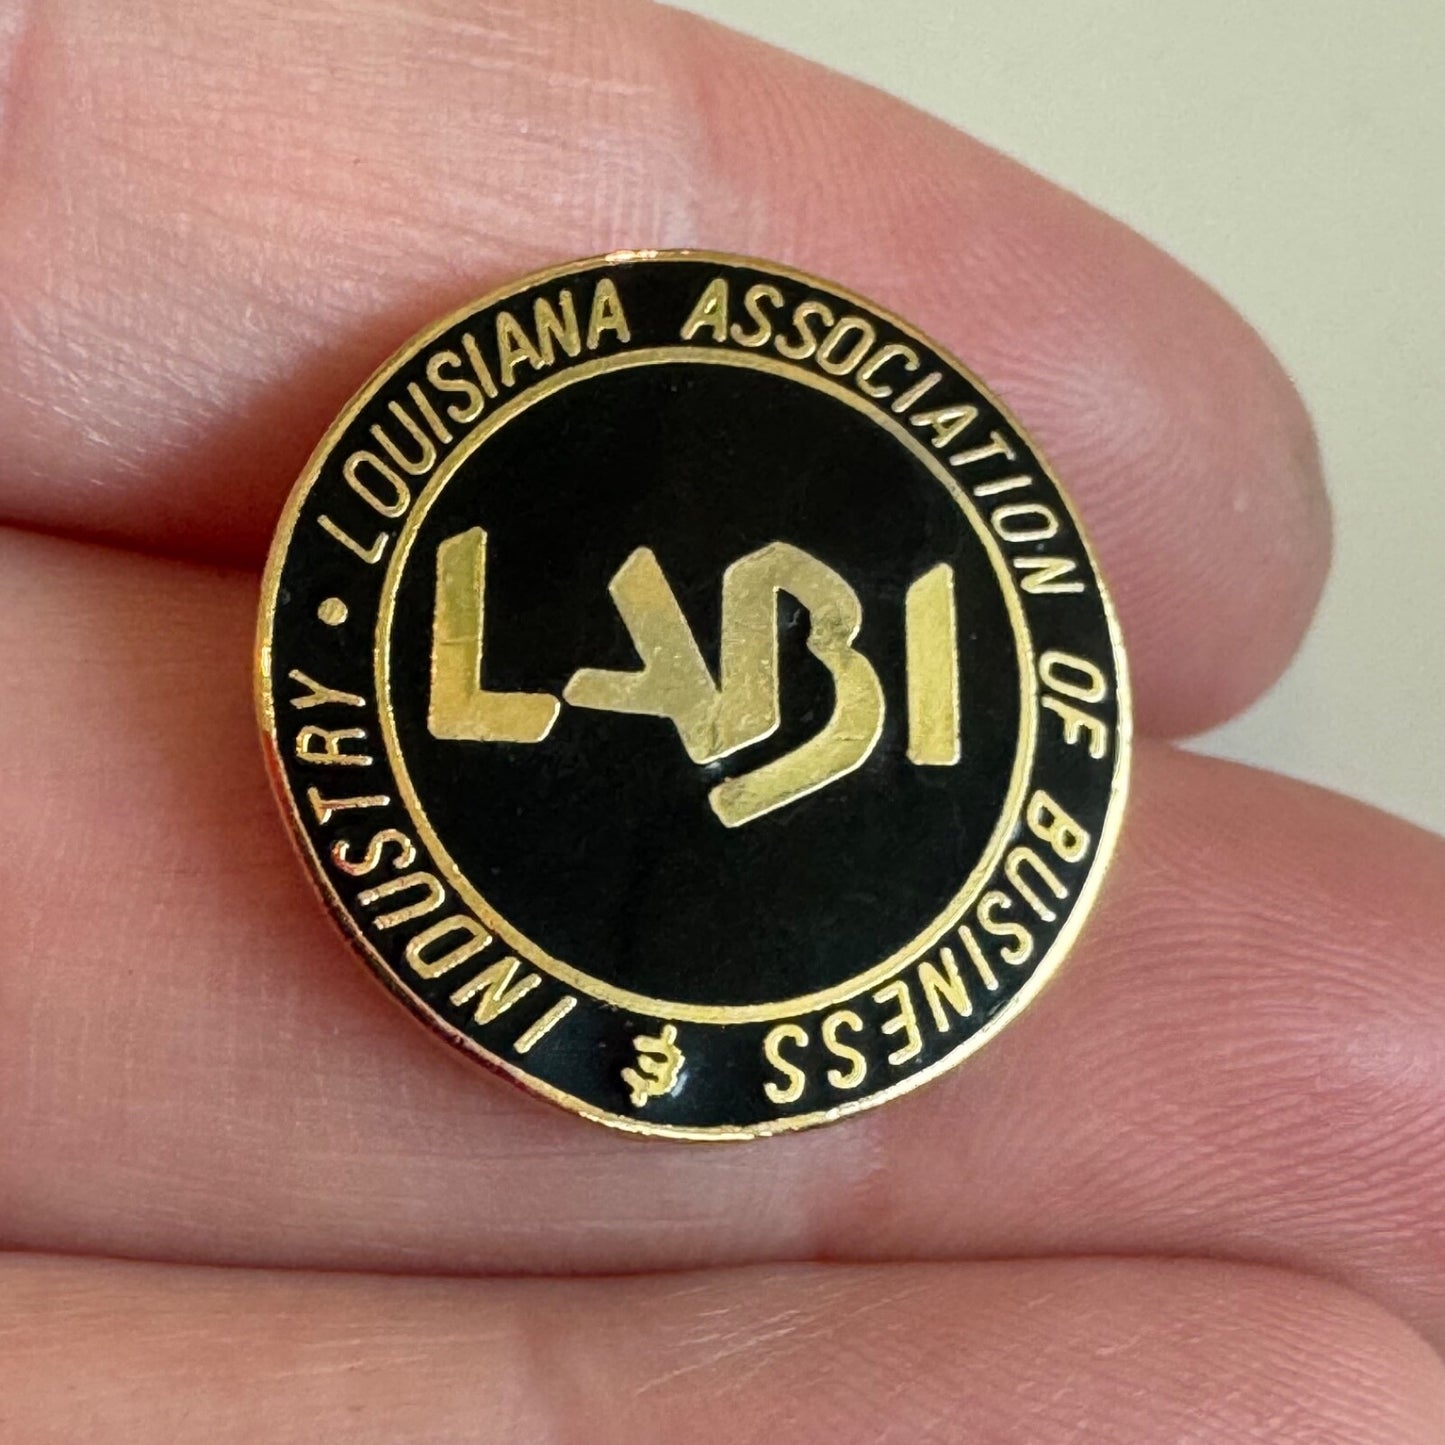 LOUISIANA ASSOCIATION OF BUSINESS & INDUSTRY •
LABI